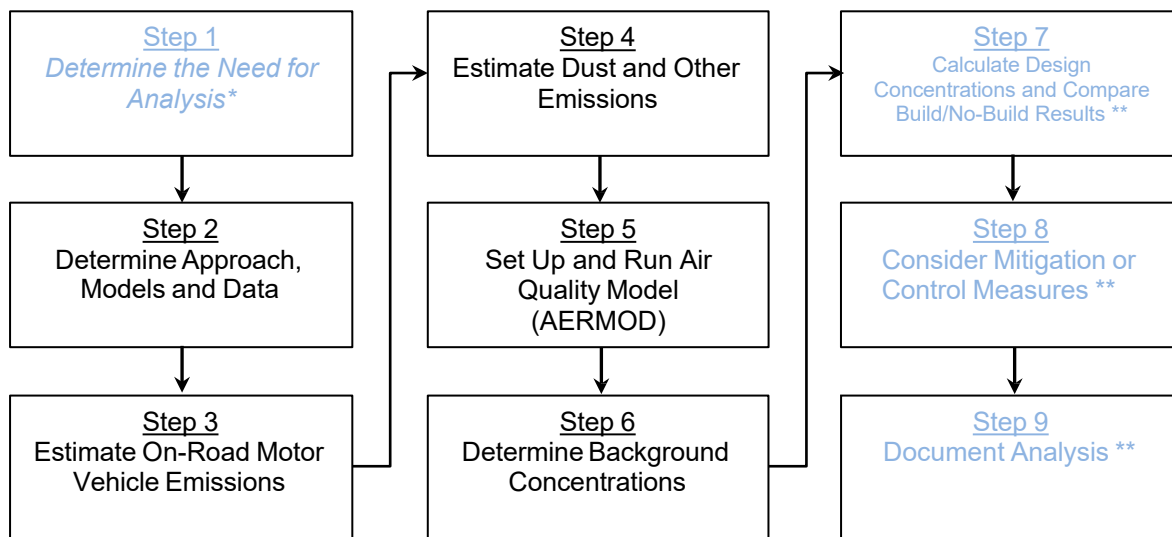 Step 1
Determine the Need for
Analysis*
Step 2
Determine Approach,
Models and Data
Step 3
Estimate On-Road Motor
Vehicle Emissions
Step 4
Estimate Dust and Other
Emissions
Step 5
Set Up and Run Air
Quality Model
(AERMOD)
Step 6
Determine Background
Concentrations
Step 7
Calculate Design
Concentrations and Compare
Build/No-Build Results **
Step 8
Consider Mitigation or
Control Measures **
Step 9
Document Analysis **